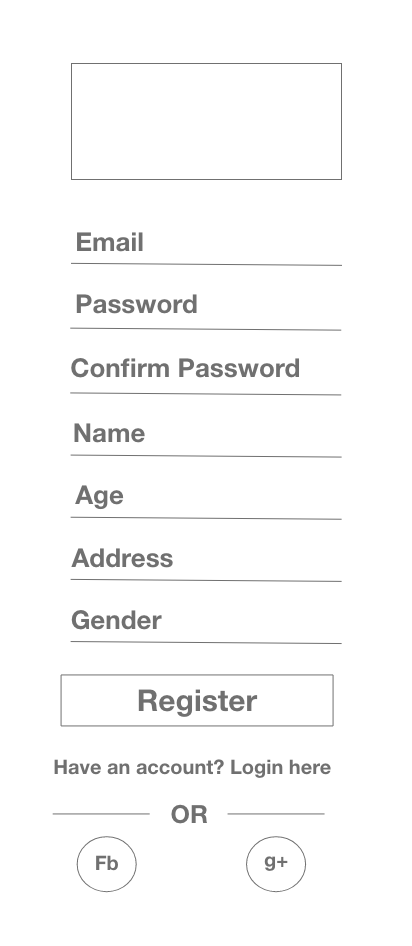 Email
Password
Confirm Password
Name
Age
Address
Gender
Register
Have an account? Login here
OR
Fb
g+